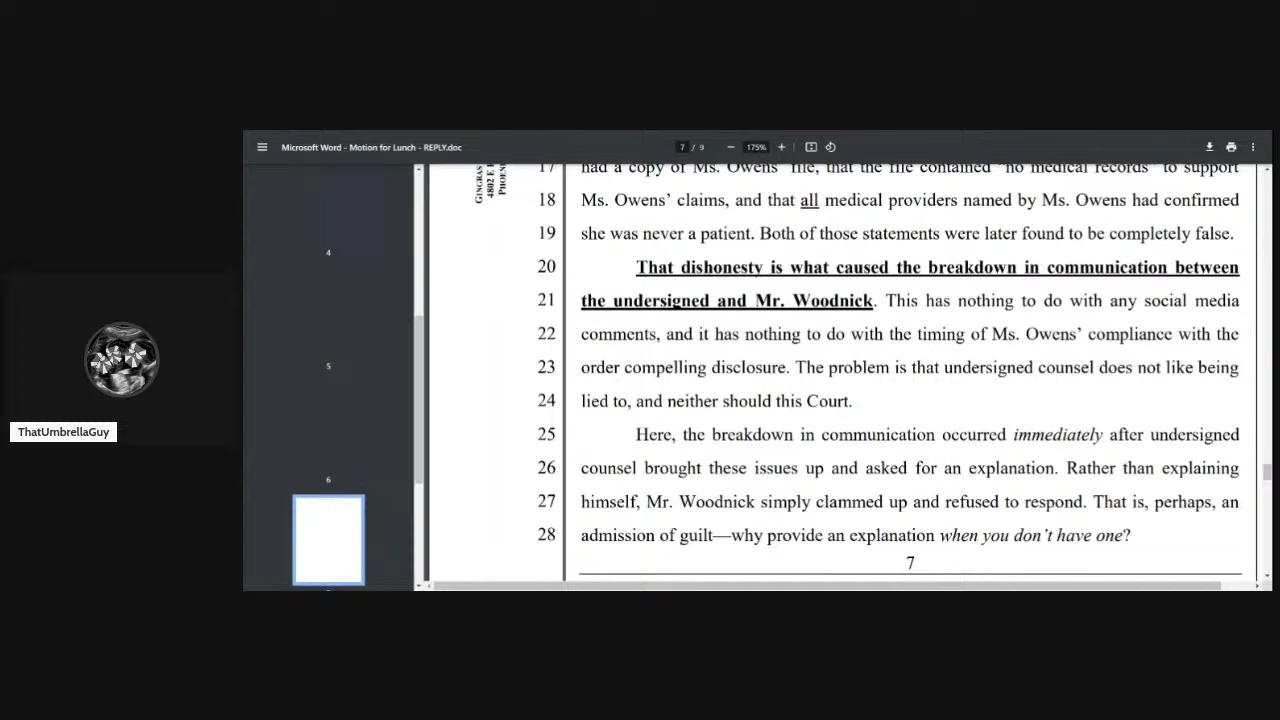 Microsoft Word - Motion for Lunch - REPLY.doc
7 / 9
175%
GINGRAS
4802 E
PHOENI
4
5
6
ThatUmbrellaGuy
17 had a copy of Ms. Owens' file, that the file contained "no medical records" to support
18 Ms. Owens' claims, and that all medical providers named by Ms. Owens had confirmed
19 she was never a patient. Both of those statements were later found to be completely false.
20 That dishonesty is what caused the breakdown in communication between
21 the undersigned and Mr. Woodnick. This has nothing to do with any social media
22 comments, and it has nothing to do with the timing of Ms. Owens' compliance with the
23 order compelling disclosure. The problem is that undersigned counsel does not like being
24 lied to, and neither should this Court.
25 Here, the breakdown in communication occurred immediately after undersigned
26 counsel brought these issues up and asked for an explanation. Rather than explaining
27 himself, Mr. Woodnick simply clammed up and refused to respond. That is, perhaps, an
28 admission of guilt—why provide an explanation when you don't have one?
7